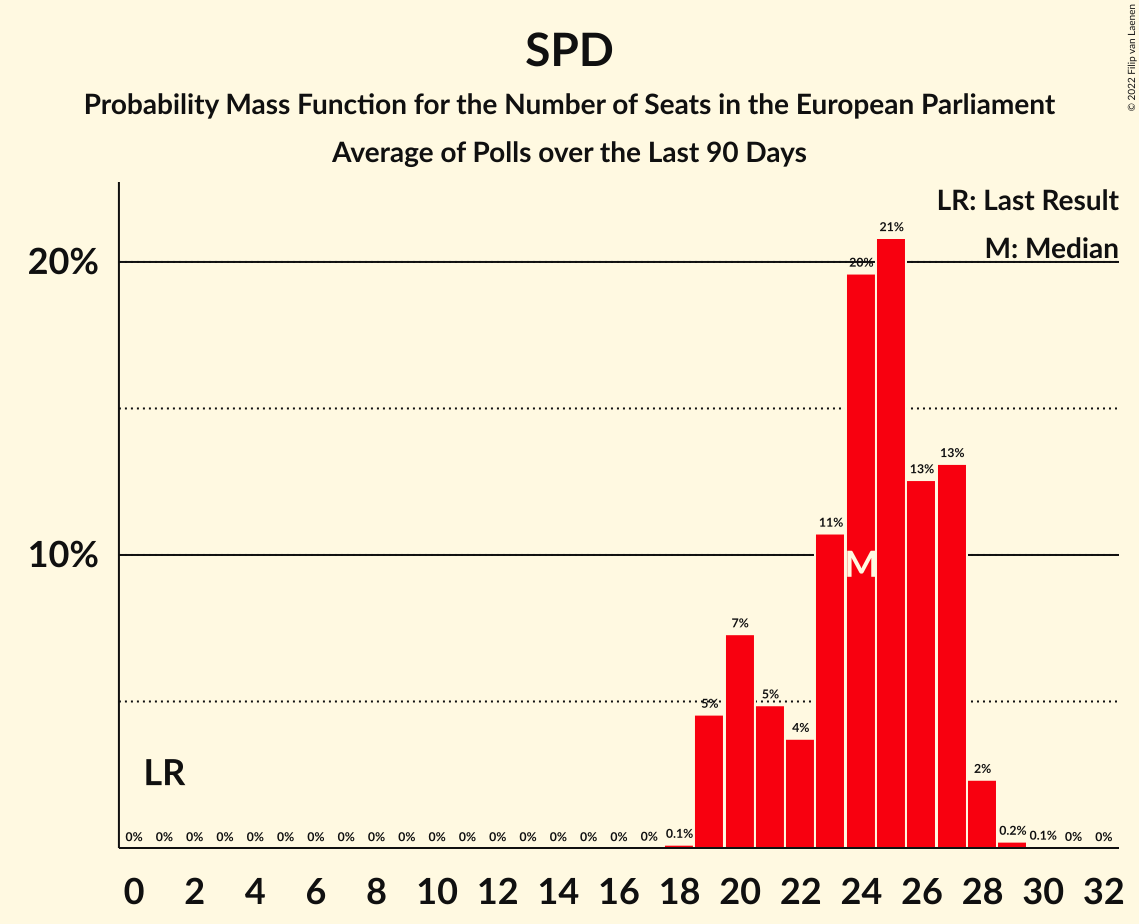 SPD
Probability Mass Function for the Number of Seats in the European Parliament
Average of Polls over the Last 90 Days
© 2022 Filip van Laenen
LR: Last Result
M: Median
20%
10%
21%
20%
13%
13%
11%
M
7%
5%
5%
4%
2%
LR
0% 0% 0% 0% 0% 0% 0% 0% 0% 0% 0% 0% 0% 0% 0% 0% 0% 0% 0.1% 0.2% 0.1% 0% 0%
0 2 4 6 8 10 12 14 16 18 20 22 24 26 28 30 32